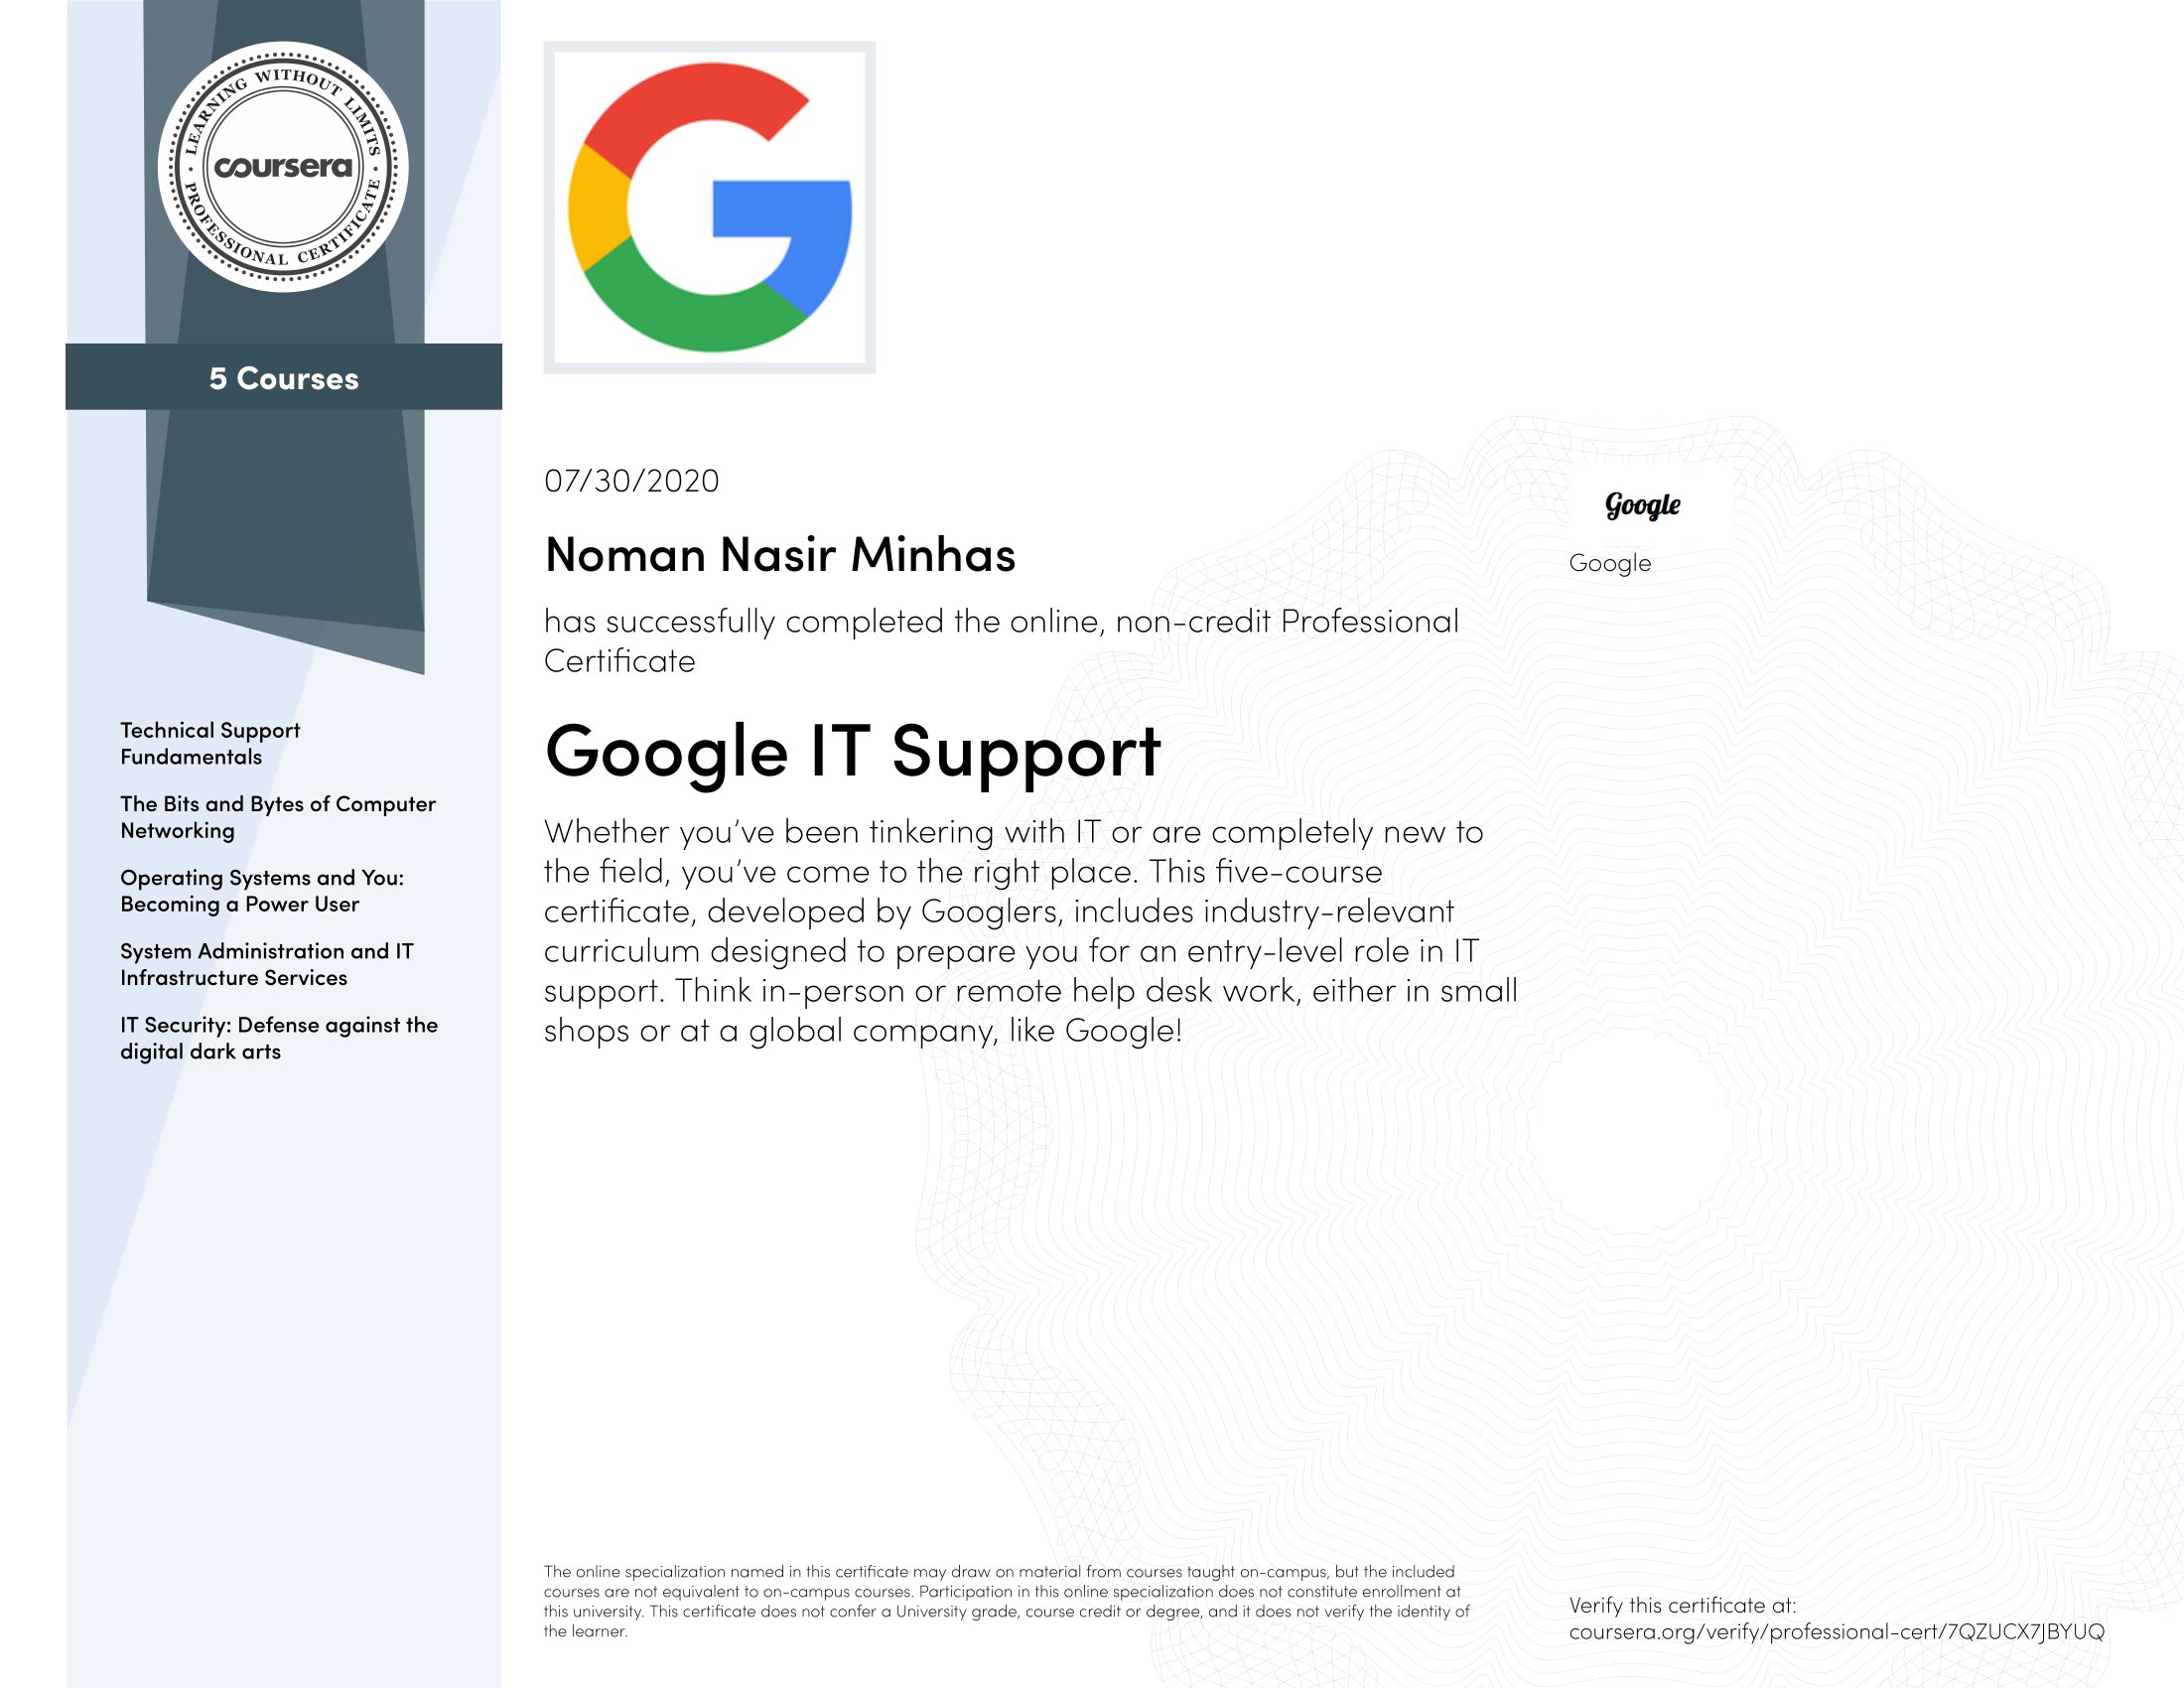 LEARNING WITHOUT LIMITS
coursera
PROFESSIONAL CERTIFICATE
5 Courses
Technical Support
Fundamentals
The Bits and Bytes of Computer
Networking
Operating Systems and You:
Becoming a Power User
System Administration and IT
Infrastructure Services
IT Security: Defense against the
digital dark arts
07/30/2020
Noman Nasir Minhas
has successfully completed the online, non-credit Professional
Certificate
Google IT Support
Whether you’ve been tinkering with IT or are completely new to
the field, you’ve come to the right place. This five-course
certificate, developed by Googlers, includes industry-relevant
curriculum designed to prepare you for an entry-level role in IT
support. Think in-person or remote help desk work, either in small
shops or at a global company, like Google!
Google
Google
The online specialization named in this certificate may draw on material from courses taught on-campus, but the included
courses are not equivalent to on-campus courses. Participation in this online specialization does not constitute enrollment at
this university. This certificate does not confer a University grade, course credit or degree, and it does not verify the identity of
the learner.
Verify this certificate at:
coursera.org/verify/professional-cert/7QZUCX7JBYUQ